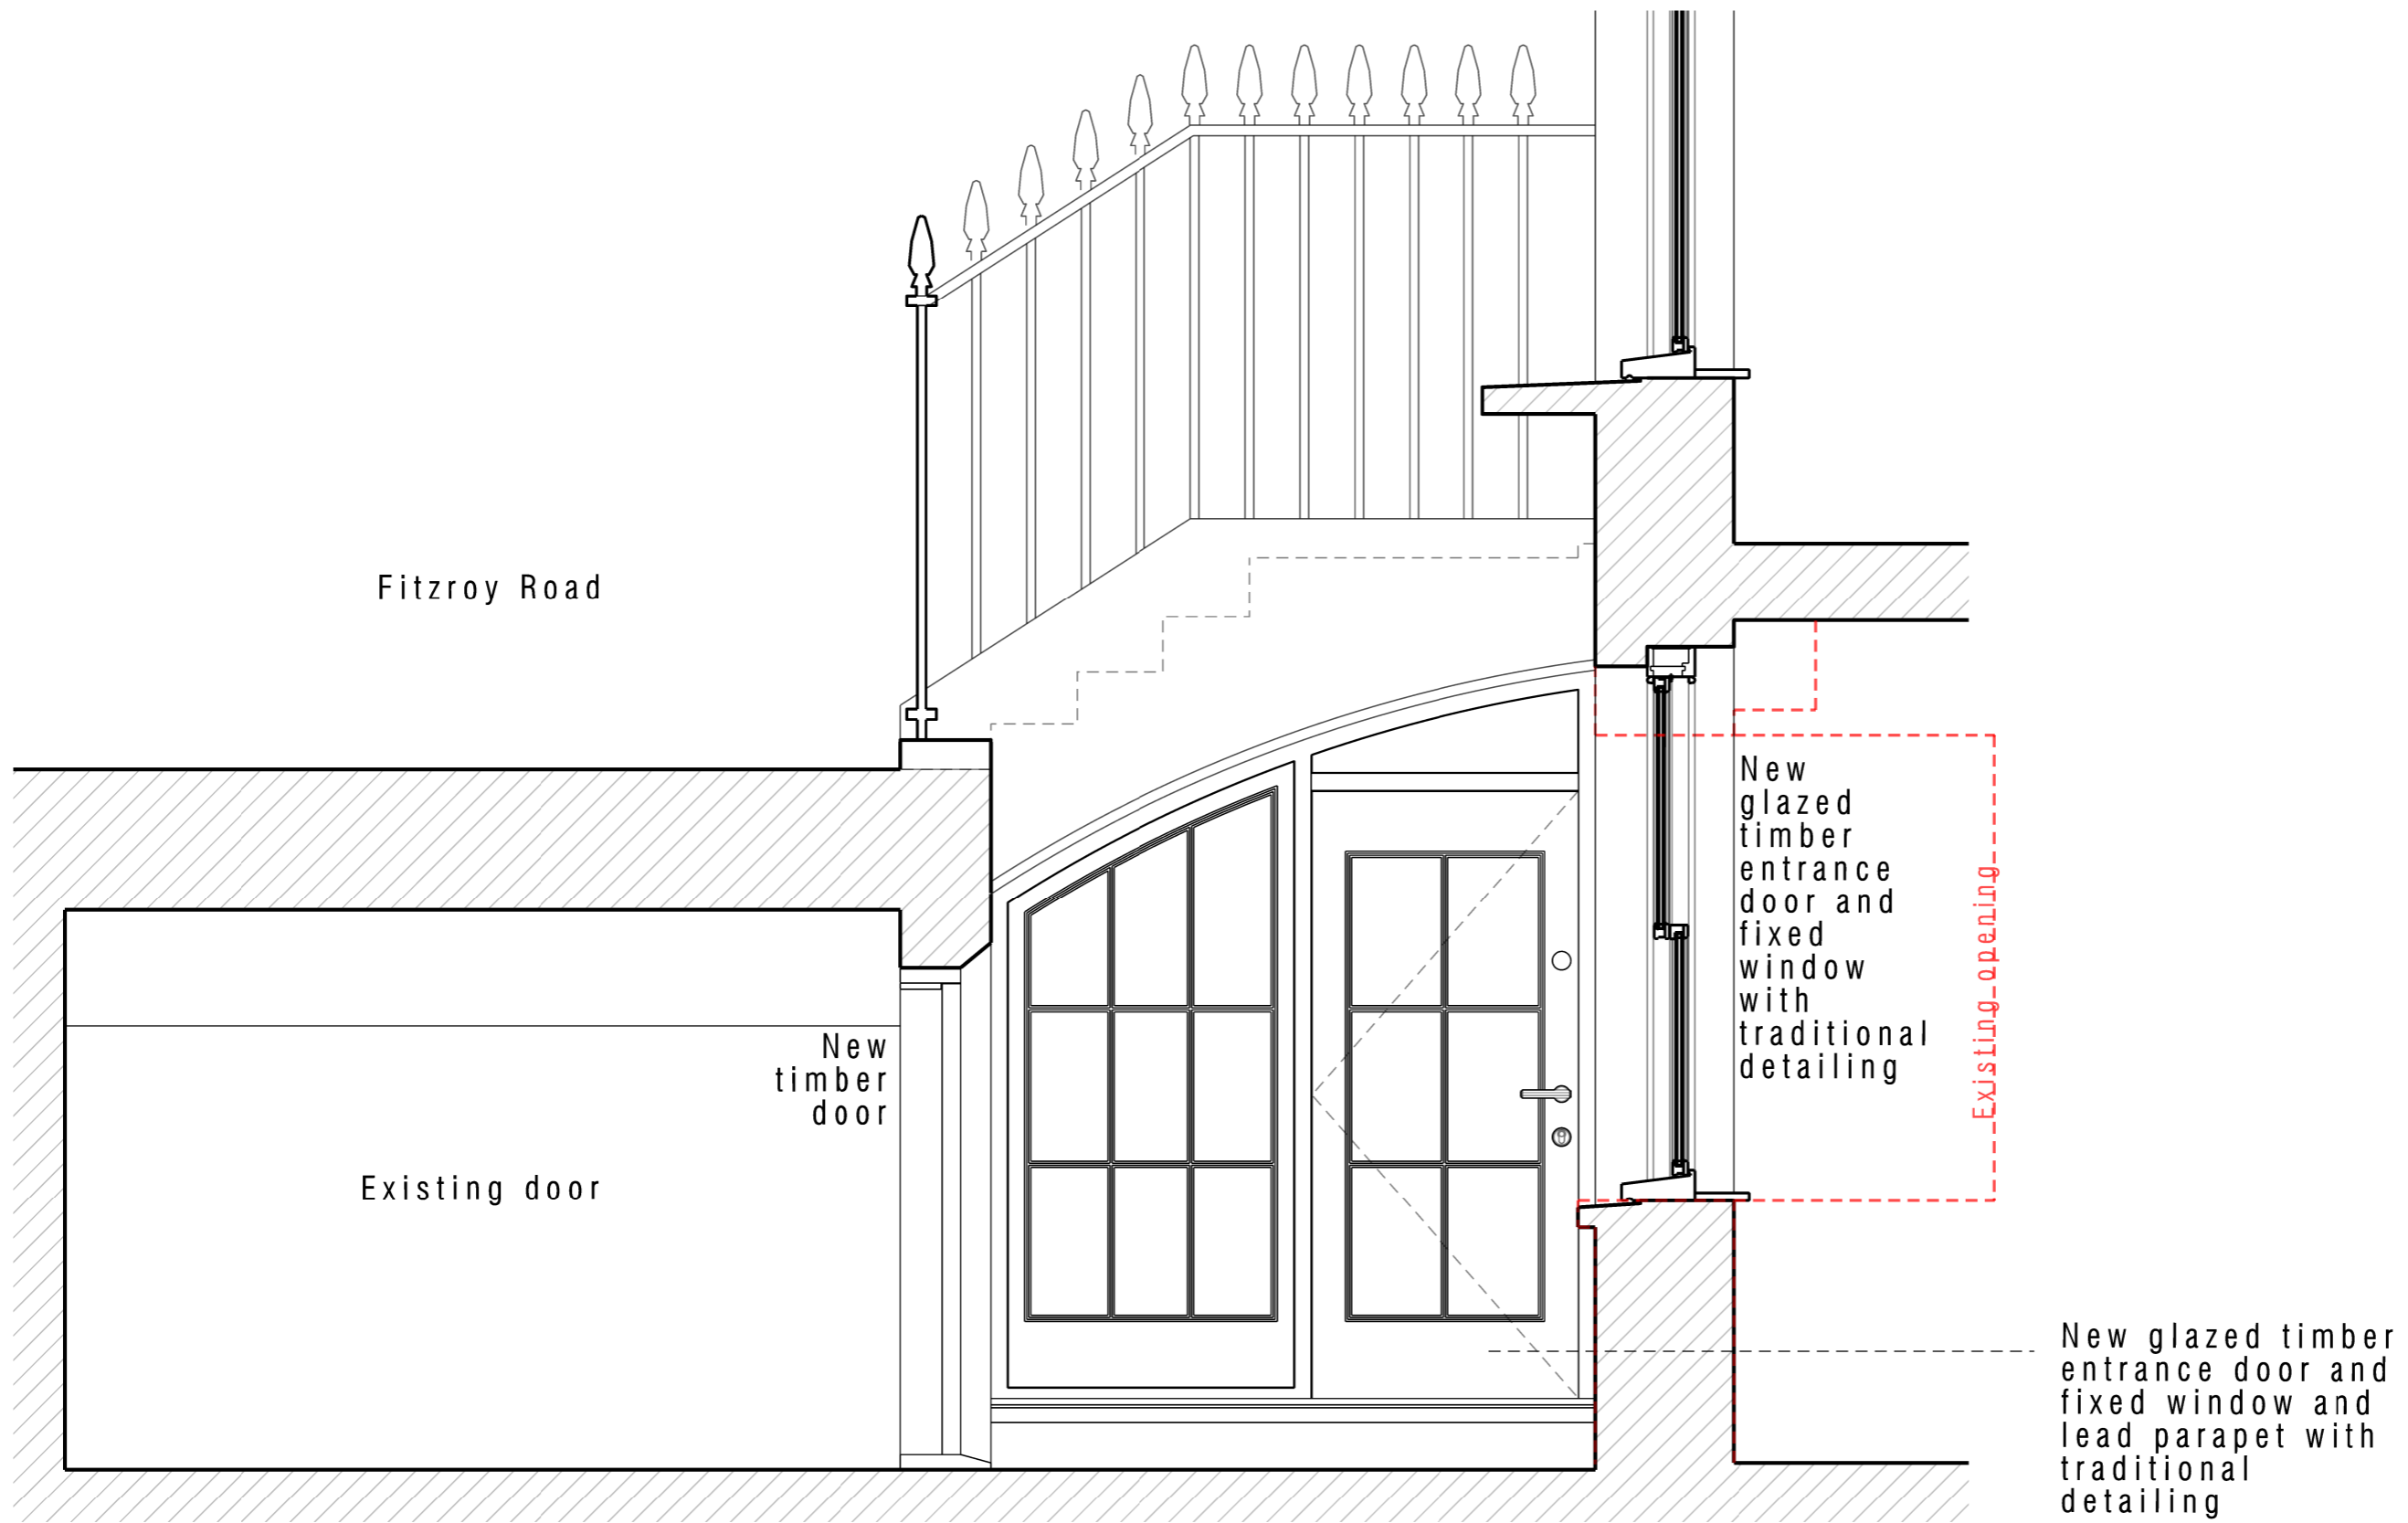 Fitzroy Road
New
glazed
timber
entrance
door and
fixed
window
with
traditional
detailing
Existing opening
New
timber
door
Existing door
New glazed timber
entrance door and
fixed window and
lead parapet with
traditional
detailing